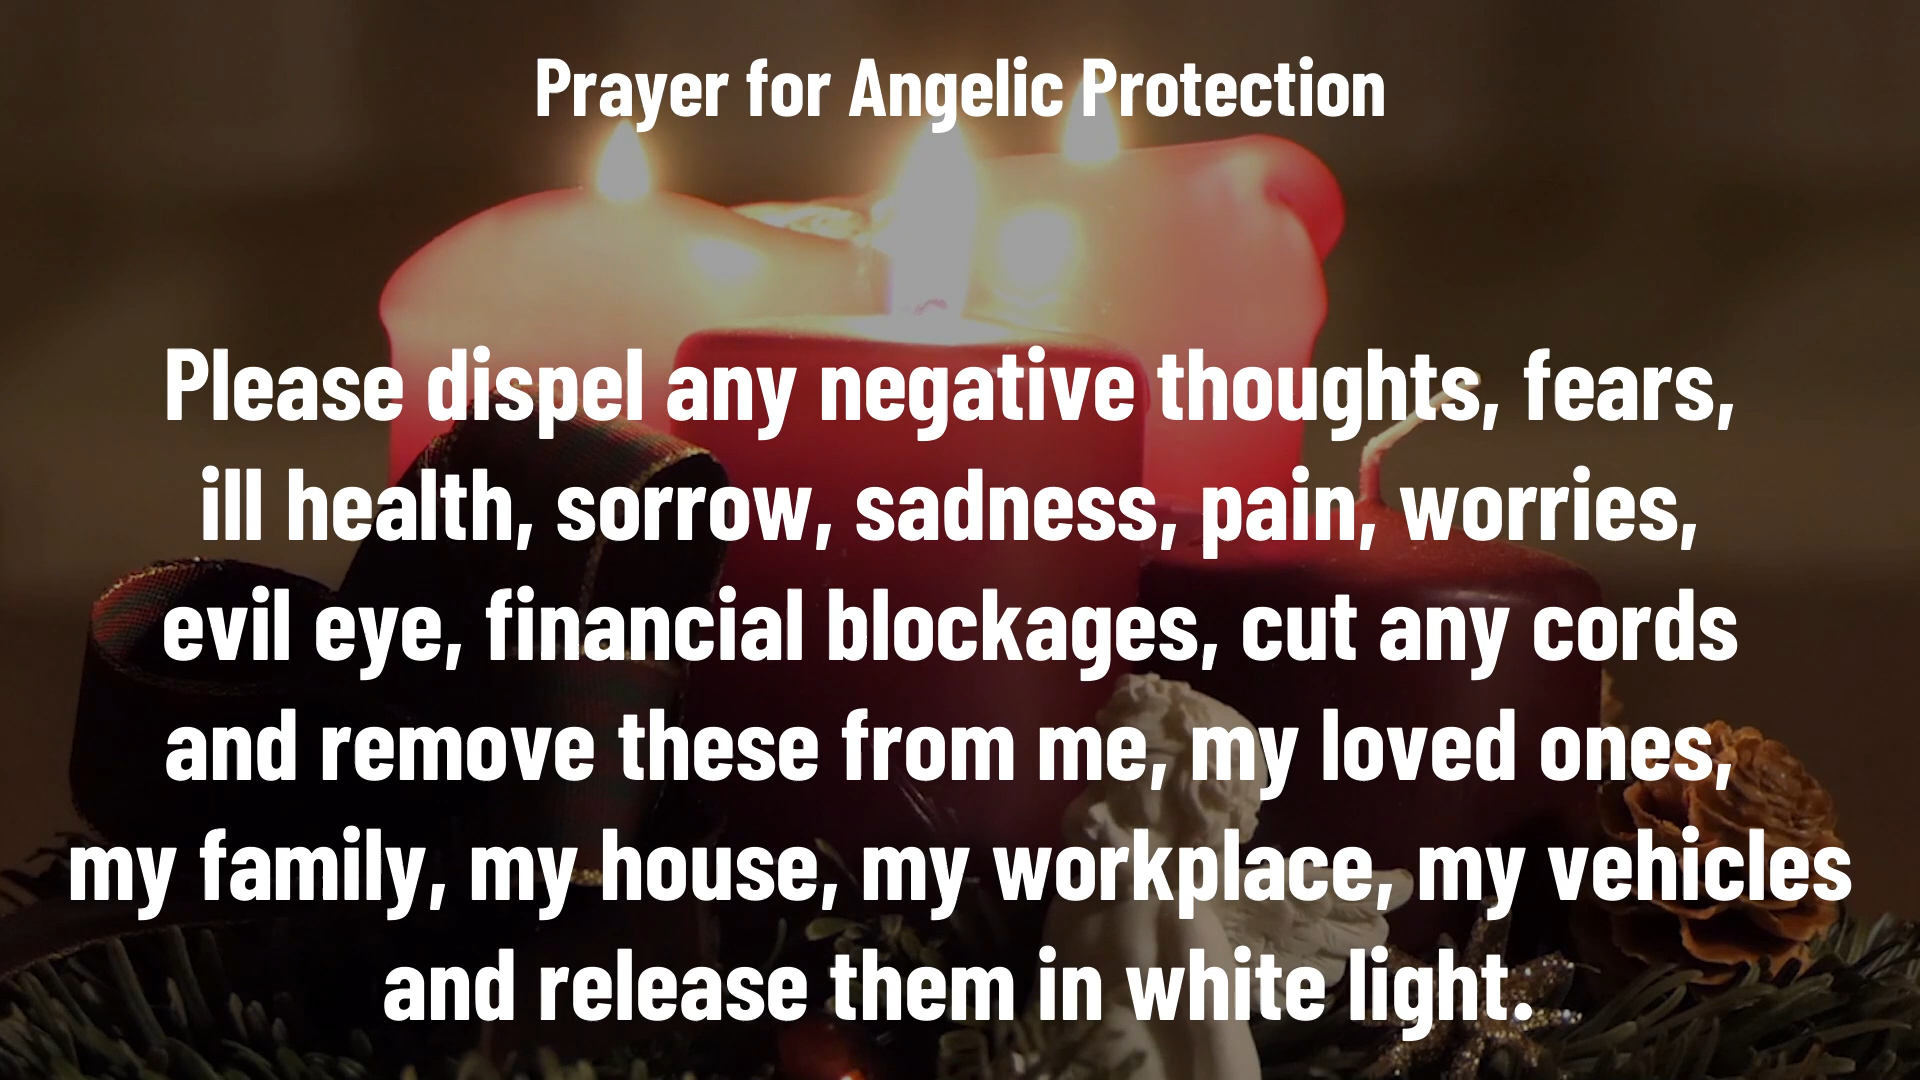 Prayer for Angelic Protection
Please dispel any negative thoughts, fears,
ill health, sorrow, sadness, pain, worries,
evil eye, financial blockages, cut any cords
and remove these from me, my loved ones,
my family, my house, my workplace, my vehicles
and release them in white light.